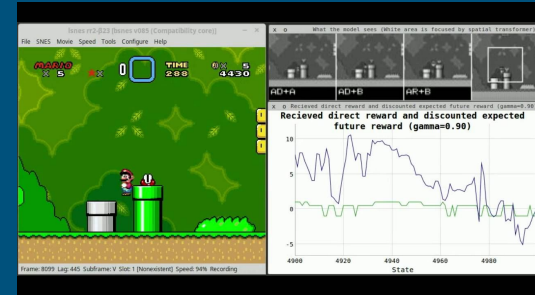 lsnes rr2-β23 [bsnes v085 (Compatibility core)]
File SNES Movie Speed Tools Configure Help
MARIO
x 5
0
TIME
288
x 5
4430
!
Frame: 8099 Lag: 445 Subframe: V Slot: 1 [Nonexistent] Speed: 94% Recording
x o What the model sees (White area is focused by spatial transformer)
AD+A
AD+B
AR+B
x o Recieved direct reward and discounted expected future reward (gamma=0.90)
Recieved direct reward and discounted expected
future reward (gamma=0.90)
10
5
0
-5
4900 4920 4940 4960 4980
State